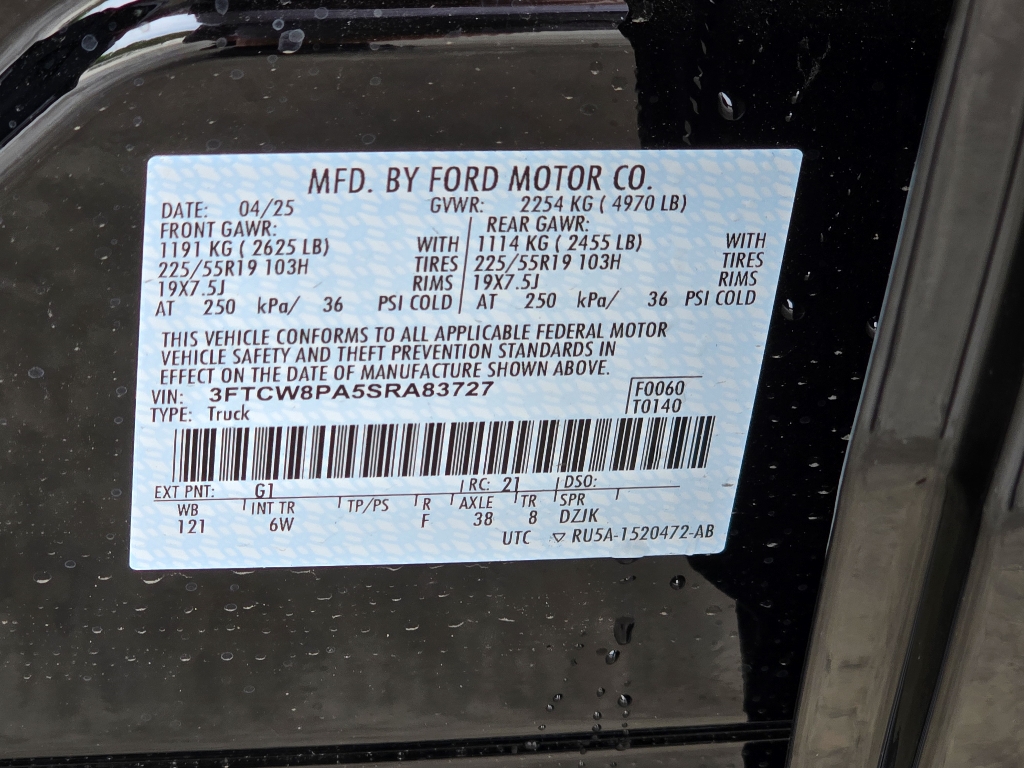 MFD. BY FORD MOTOR CO.
DATE: 04/25 GVWR: 2254 KG ( 4970 LB)
FRONT GAWR: REAR GAWR:
1191 KG ( 2625 LB) WITH 1114 KG ( 2455 LB) WITH
225/55R19 103H TIRES 225/55R19 103H TIRES
19X7.5J RIMS 19X7.5J RIMS
AT 250 kPa/ 36 PSI COLD AT 250 kPa/ 36 PSI COLD
THIS VEHICLE CONFORMS TO ALL APPLICABLE FEDERAL MOTOR
VEHICLE SAFETY AND THEFT PREVENTION STANDARDS IN
EFFECT ON THE DATE OF MANUFACTURE SHOWN ABOVE.
VIN: 3FTCW8PA5SRA83727 F0060
TYPE: Truck T0140
EXT PNT: G1 RC: 21 DSO:
WB INT TR TP/PS R AXLE TR SPR
121 6W F 38 8 DZJK
UTC ▽ RU5A-1520472-AB